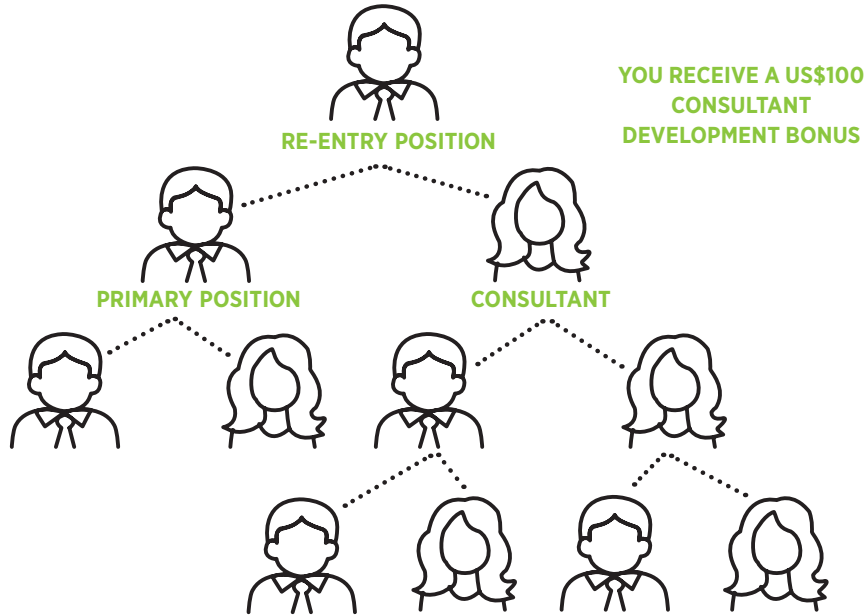 YOU RECEIVE A US$100
CONSULTANT
DEVELOPMENT BONUS
RE-ENTRY POSITION
PRIMARY POSITION
CONSULTANT